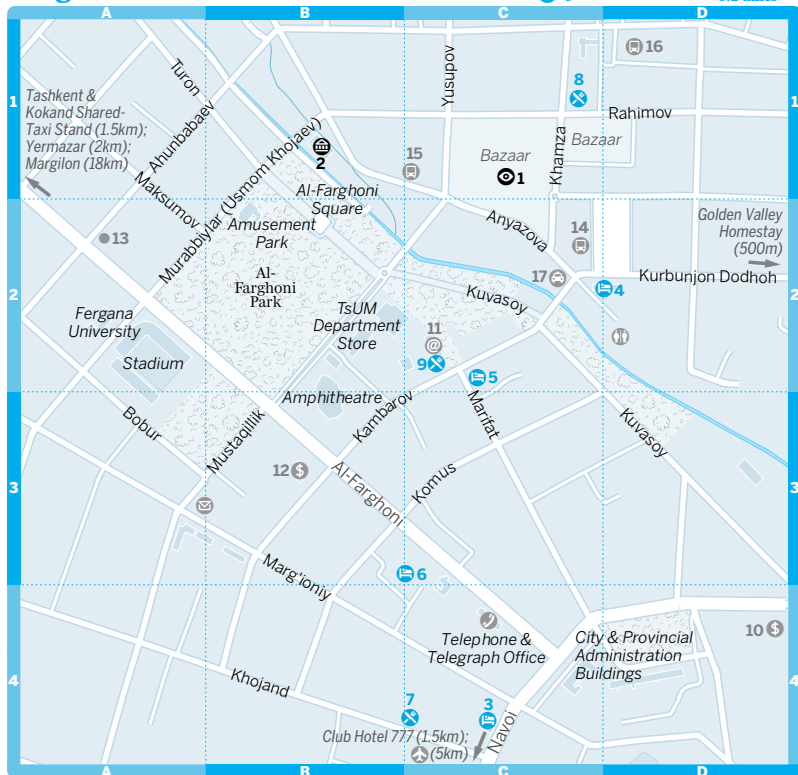 A
B
C
D
1
Tashkent &
Kokand Shared-
Taxi Stand (1.5km);
Yermazar (2km);
Margilon (18km)
Turon
Ahunbabaev
Maksumov
Murabbiylar (Usmom Khojaev)
2
Al-Farghoni
Square
15
Yusupov
Bazaar
1
8
16
Rahimov
Khamza
Bazaar
1
2
13
Amusement
Park
Al-
Farghoni
Park
Fergana
University
Stadium
TsUM
Department
Store
Anyazova
14
17
Kuvasoy
4
Golden Valley
Homestay
(500m)
Kurbunjon Dodhoh
11
@
9
5
2
3
Bobur
Mustaqillik
Amphitheatre
Kambarov
Marifat
Kuvasoy
12 $
Al-Farghoni
Komus
Marg'ioniy
6
3
4
Khojand
Telephone &
Telegraph Office
City & Provincial
Administration
Buildings
10 $
7
3
Navoi
Club Hotel 777 (1.5km);
(5km)
4
A
B
C
D